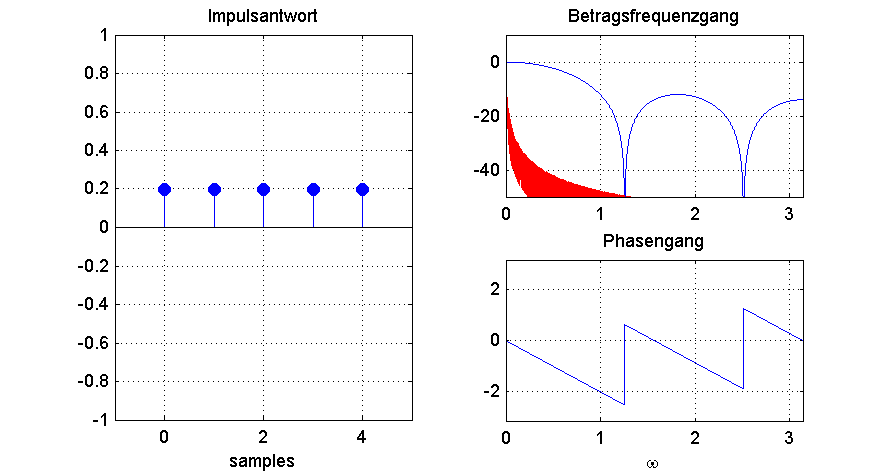 Impulsantwort
1
0.8
0.6
0.4
0.2
0
-0.2
-0.4
-0.6
-0.8
-1
0 2 4
samples
Betragsfrequenzgang
0
-20
-40
0 1 2 3
Phasengang
2
0
-2
0 1 2 3
ω